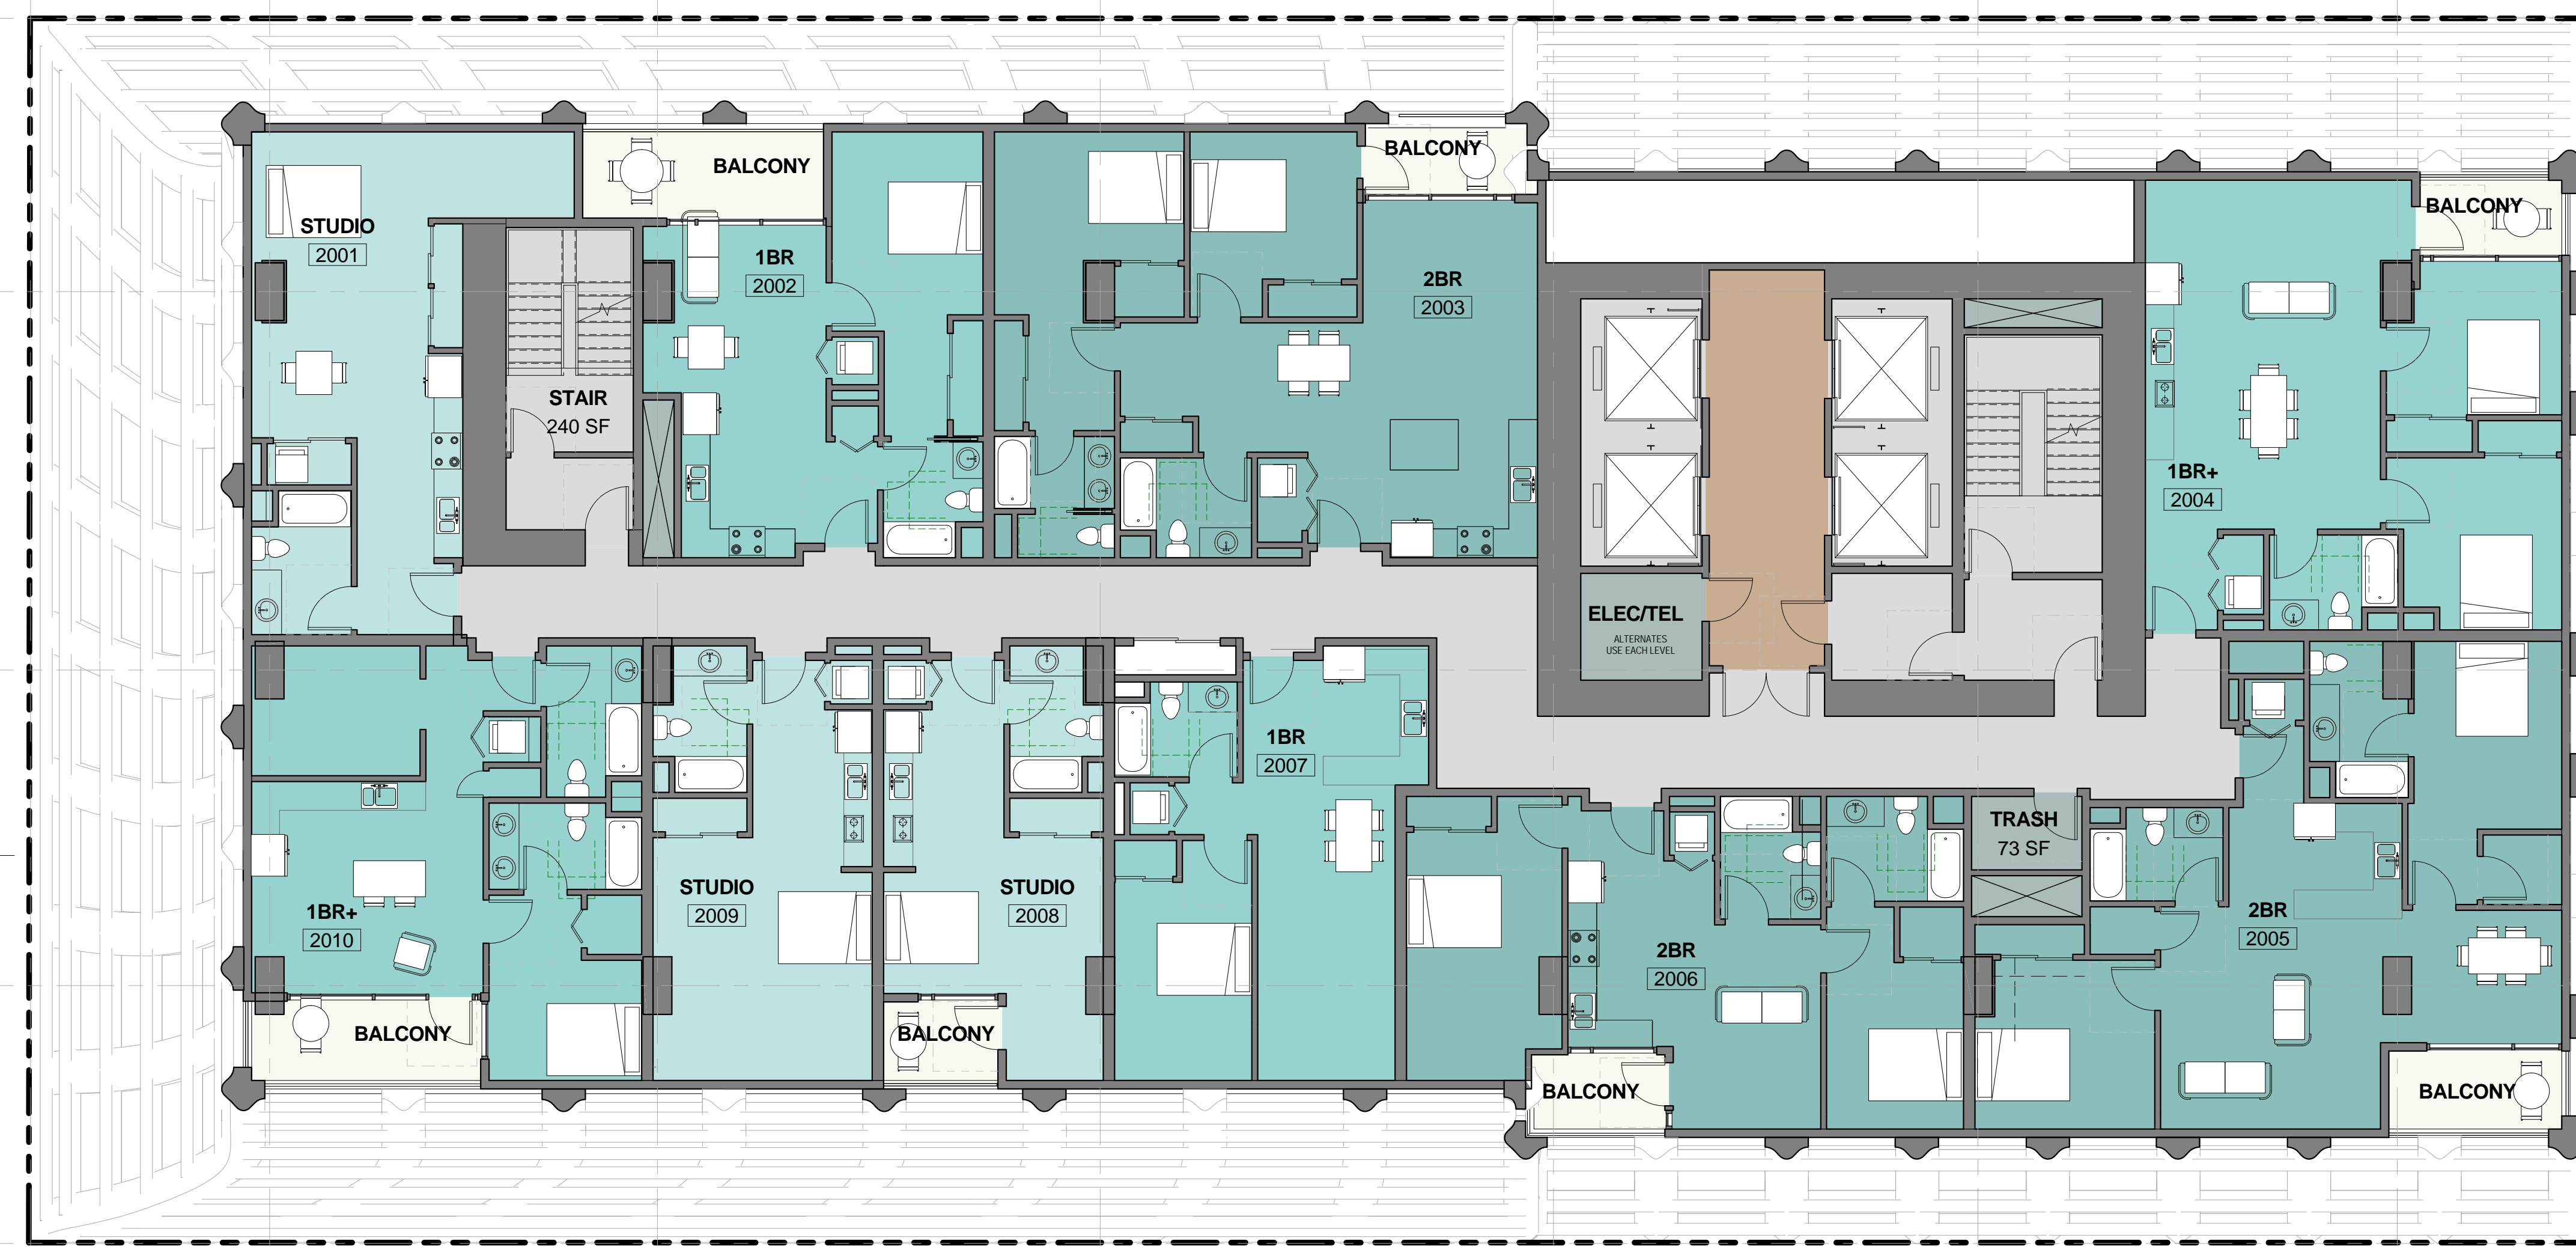 BALCONY
BALCONY
BALCONY
STUDIO
2001
1BR
2002
2BR
2003
STAIR
240 SF
1BR+
2004
ELEC/TEL
ALTERNATES
USE EACH LEVEL
1BR
2007
TRASH
73 SF
STUDIO
2009
STUDIO
2008
1BR+
2010
2BR
2006
2BR
2005
BALCONY
BALCONY
BALCONY
BALCONY